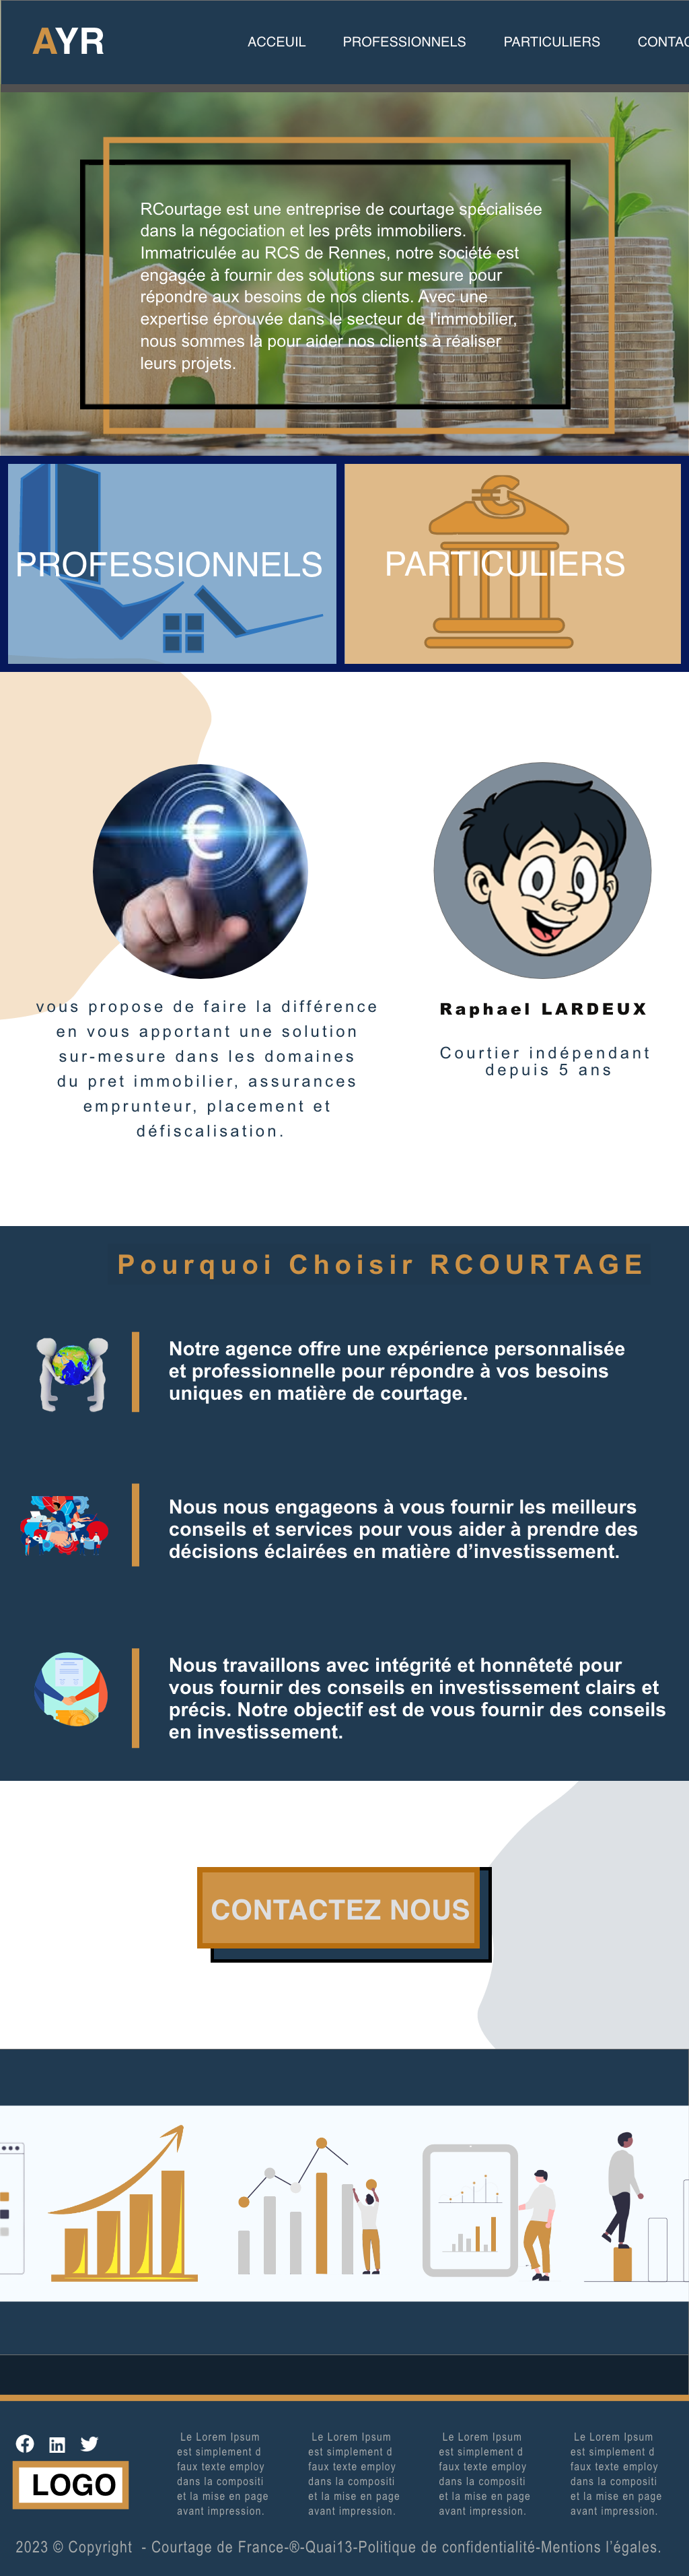 AYR
ACCEUIL PROFESSIONNELS PARTICULIERS CONTAC
RCourtage est une entreprise de courtage spécialisée
dans la négociation et les prêts immobiliers.
Immatriculée au RCS de Rennes, notre société est
engagée à fournir des solutions sur mesure pour
répondre aux besoins de nos clients. Avec une
expertise éprouvée dans le secteur de l'immobilier,
nous sommes là pour aider nos clients à réaliser
leurs projets.
PROFESSIONNELS
PARTICULIERS
vous propose de faire la différence
en vous apportant une solution
sur-mesure dans les domaines
du pret immobilier, assurances
emprunteur, placement et
défiscalisation.
Raphael LARDEUX
Courtier indépendant
depuis 5 ans
Pourquoi Choisir RCOURTAGE
Notre agence offre une expérience personnalisée
et professionnelle pour répondre à vos besoins
uniques en matière de courtage.
Nous nous engageons à vous fournir les meilleurs
conseils et services pour vous aider à prendre des
décisions éclairées en matière d’investissement.
Nous travaillons avec intégrité et honnêteté pour
vous fournir des conseils en investissement clairs et
précis. Notre objectif est de vous fournir des conseils
en investissement.
CONTACTEZ NOUS
LOGO
Le Lorem Ipsum
est simplement d
faux texte employ
dans la compositi
et la mise en page
avant impression.
Le Lorem Ipsum
est simplement d
faux texte employ
dans la compositi
et la mise en page
avant impression.
Le Lorem Ipsum
est simplement d
faux texte employ
dans la compositi
et la mise en page
avant impression.
Le Lorem Ipsum
est simplement d
faux texte employ
dans la compositi
et la mise en page
avant impression.
2023 © Copyright - Courtage de France-®-Quai13-Politique de confidentialité-Mentions l’égales.